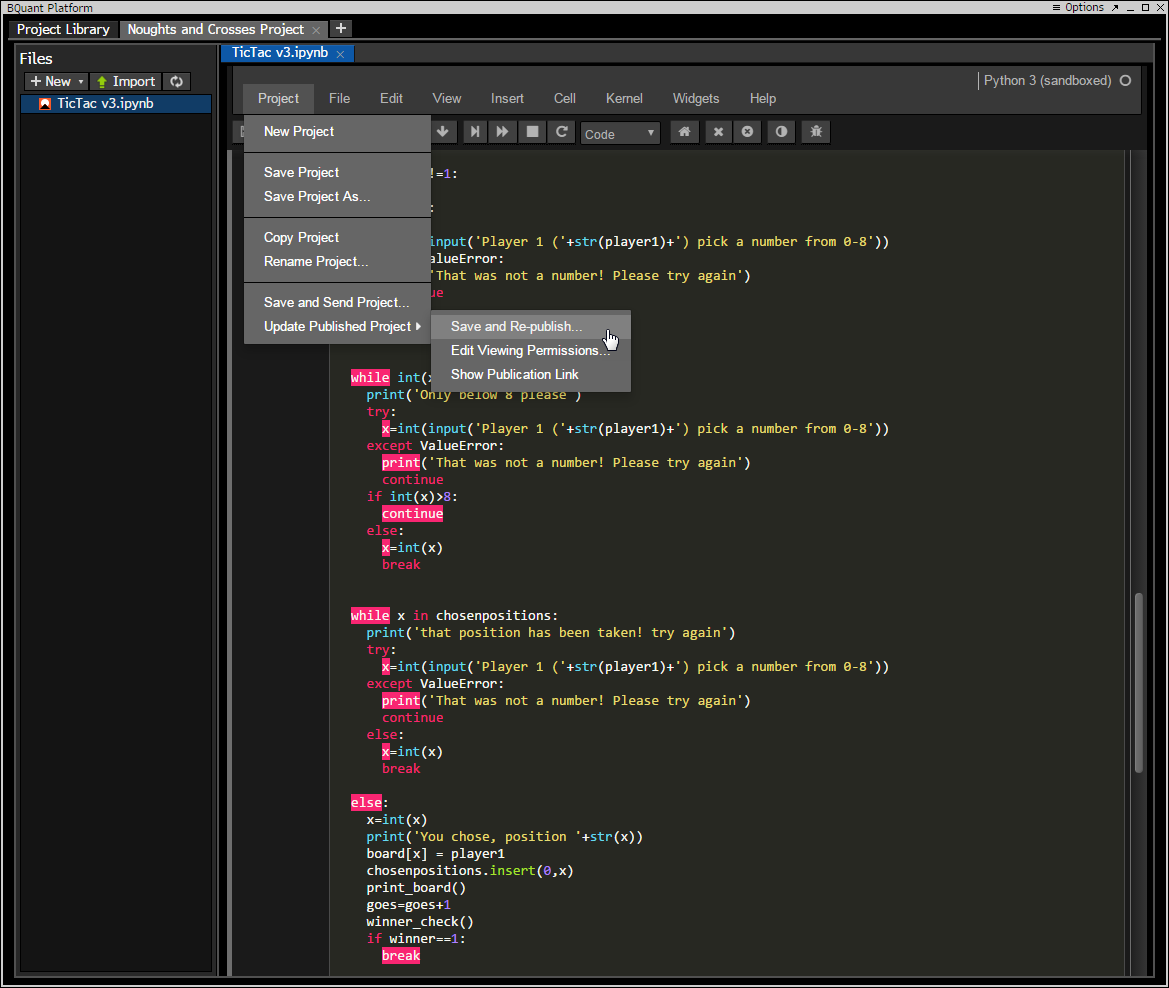 BQuant Platform
Options
Project Library Noughts and Crosses Project
Files
TicTac v3.ipynb
New Import
TicTac v3.ipynb
Python 3 (sandboxed)
Project File Edit View Insert Cell Kernel Widgets Help
Code
New Project
Save Project
Save Project As...
Copy Project
Rename Project...
Save and Send Project...
Update Published Project
Save and Re-publish...
Edit Viewing Permissions...
Show Publication Link
!=1:
:
input('Player 1 ('+str(player1)+') pick a number from 0-8'))
alueError:
'That was not a number! Please try again')
ue
while int(
print('Only below 8 please')
try:
x=int(input('Player 1 ('+str(player1)+') pick a number from 0-8'))
except ValueError:
print('That was not a number! Please try again')
continue
if int(x)>8:
continue
else:
x=int(x)
break
while x in chosenpositions:
print('that position has been taken! try again')
try:
x=int(input('Player 1 ('+str(player1)+') pick a number from 0-8'))
except ValueError:
print('That was not a number! Please try again')
continue
else:
x=int(x)
break
else:
x=int(x)
print('You chose, position '+str(x))
board[x] = player1
chosenpositions.insert(0,x)
print_board()
goes=goes+1
winner_check()
if winner==1:
break